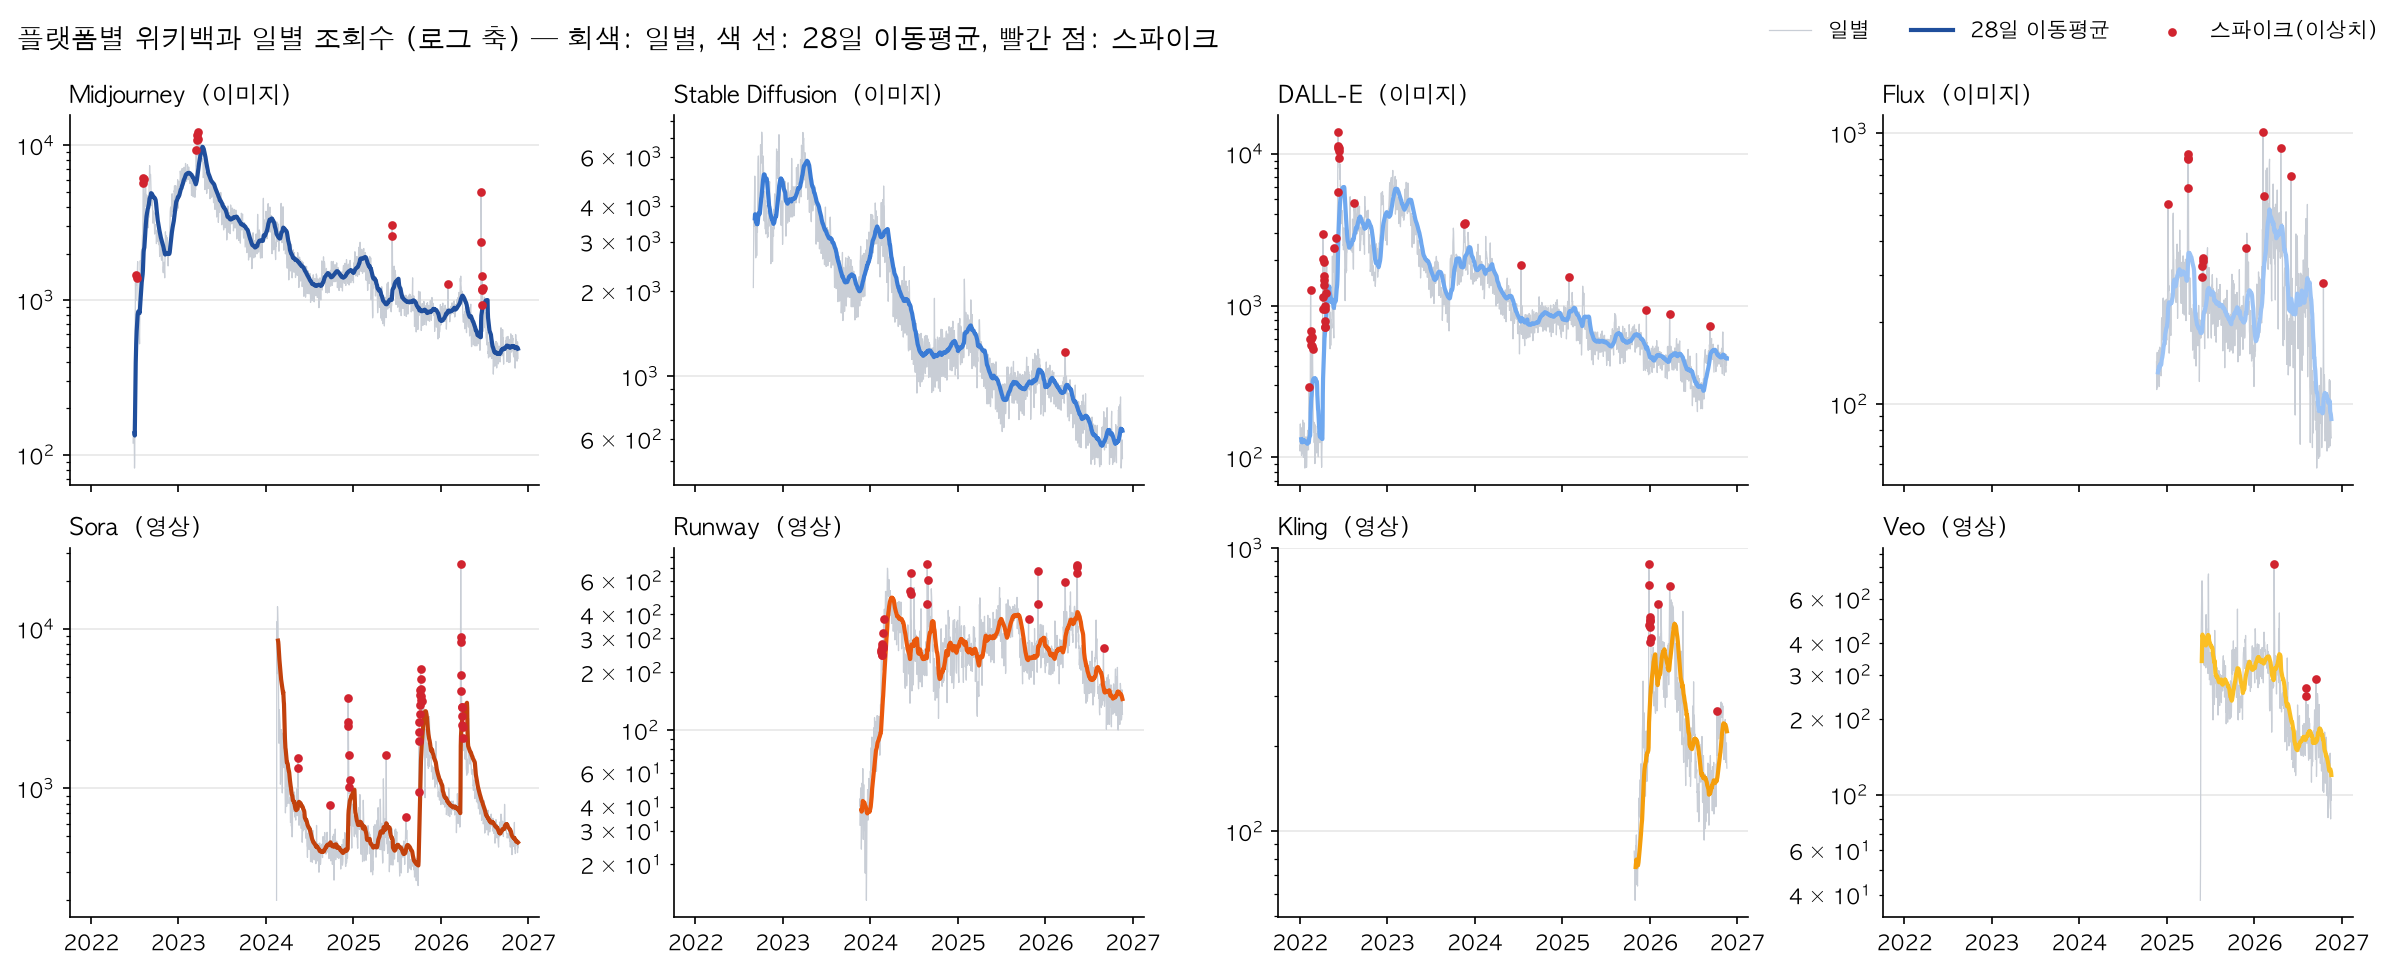 플랫폼별 위키백과 일별 조회수 (로그 축) — 회색: 일별, 색 선: 28일 이동평균, 빨간 점: 스파이크
일별 28일 이동평균 스파이크(이상치)
Midjourney (이미지)
10⁴
10³
10²
Stable Diffusion (이미지)
6 × 10³
4 × 10³
3 × 10³
2 × 10³
10³
6 × 10²
DALL-E (이미지)
10⁴
10³
10²
Flux (이미지)
10³
10²
Sora (영상)
10⁴
10³
2022 2023 2024 2025 2026 2027
Runway (영상)
6 × 10²
4 × 10²
3 × 10²
2 × 10²
10²
6 × 10¹
4 × 10¹
3 × 10¹
2 × 10¹
2022 2023 2024 2025 2026 2027
Kling (영상)
10³
10²
2022 2023 2024 2025 2026 2027
Veo (영상)
6 × 10²
4 × 10²
3 × 10²
2 × 10²
10²
6 × 10¹
4 × 10¹
2022 2023 2024 2025 2026 2027